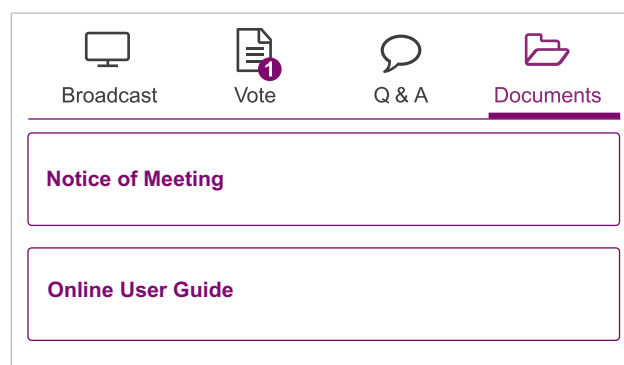 1
Broadcast Vote Q & A Documents
Notice of Meeting
Online User Guide